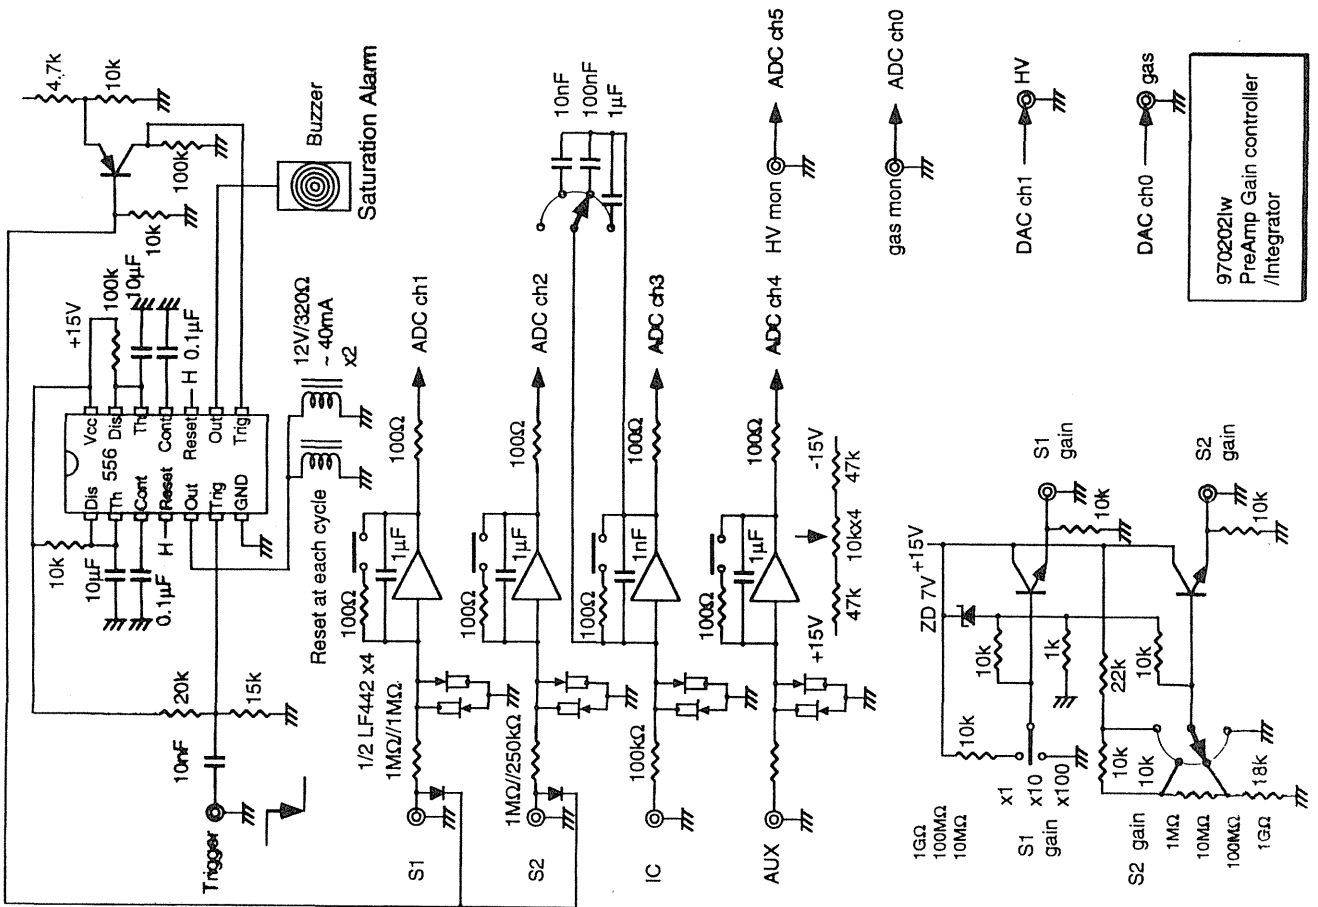 4.7k
10k
100k
10k
Buzzer
Saturation Alarm
+15V
100k
10µF
H 0.1µF
Vcc
Dis
Th
Cont
Reset
Out
Trig
556
Dis
Th
Cont
Reset
Out
Trig
GND
10k
10µF
0.1µF
H
12V/320Ω
~ 40mA
x2
Reset at each cycle
20k
15k
10nF
Trigger
1/2 LF442 x4
1MΩ//1MΩ
S1
100Ω
1µF
100Ω
ADC ch1
1MΩ//250kΩ
S2
100Ω
1µF
100Ω
ADC ch2
10nF
100nF
1µF
100kΩ
IC
100Ω
1nF
100Ω
ADC ch3
AUX
100Ω
1µF
100Ω
ADC ch4
+15V
47k
10kx4
47k
-15V
HV mon
ADC ch5
gas mon
ADC ch0
DAC ch1
HV
DAC ch0
gas
970202Iw
PreAmp Gain controller
/Integrator
ZD 7V
+15V
10k
1k
10k
22k
10k
10k
10k
18k
10k
S1
gain
10k
S2
gain
1GΩ
100MΩ
10MΩ
S1
gain
x1
x10
x100
S2 gain
1MΩ
10MΩ
100MΩ
1GΩ